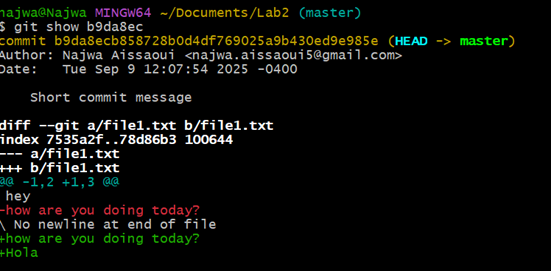 najwa@Najwa MINGW64 ~/Documents/Lab2 (master)
$ git show b9da8ec
commit b9da8ecb858728b0d4df769025a9b430ed9e985e (HEAD -> master)
Author: Najwa Aissaoui <najwa.aissaoui5@gmail.com>
Date:   Tue Sep 9 12:07:54 2025 -0400

    Short commit message

diff --git a/file1.txt b/file1.txt
index 7535a2f..78d86b3 100644
--- a/file1.txt
+++ b/file1.txt
@@ -1,2 +1,3 @@
 hey
-how are you doing today?
\ No newline at end of file
+how are you doing today?
+Hola